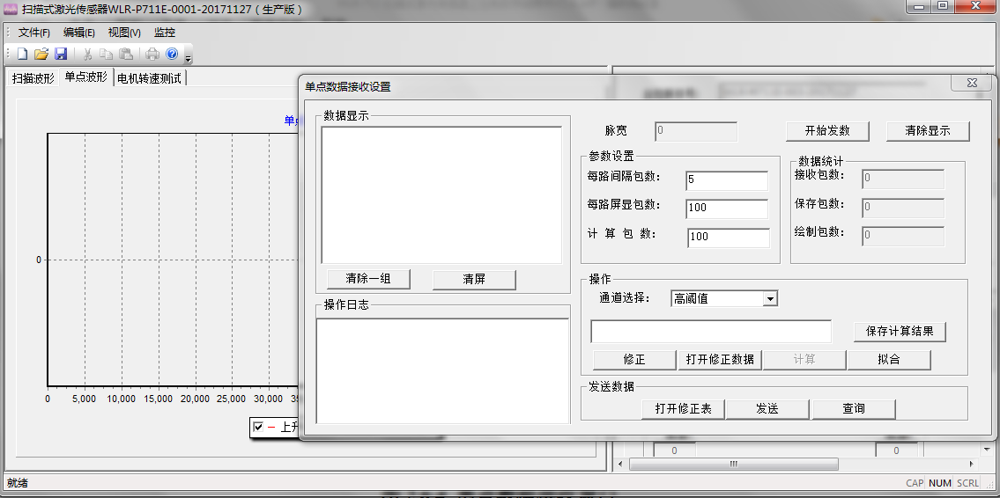 扫描式激光传感器WLR-P711E-0001-20171127（生产版）
文件(F) 编辑(E) 视图(V) 监控
扫描波形 单点波形 电机转速测试
单点数据接收设置
数据显示
脉宽 0 开始发数 清除显示
参数设置
每路间隔包数： 5
每路屏显包数： 100
计 算 包 数： 100
数据统计
接收包数： 0
保存包数： 0
绘制包数： 0
清除一组 清屏
操作日志
操作
通道选择： 高阈值
保存计算结果
修正 打开修正数据 计算 拟合
发送数据
打开修正表 发送 查询
单点
0
0 5,000 10,000 15,000 20,000 25,000 30,000
上升
0 0
就绪
CAP NUM SCRL